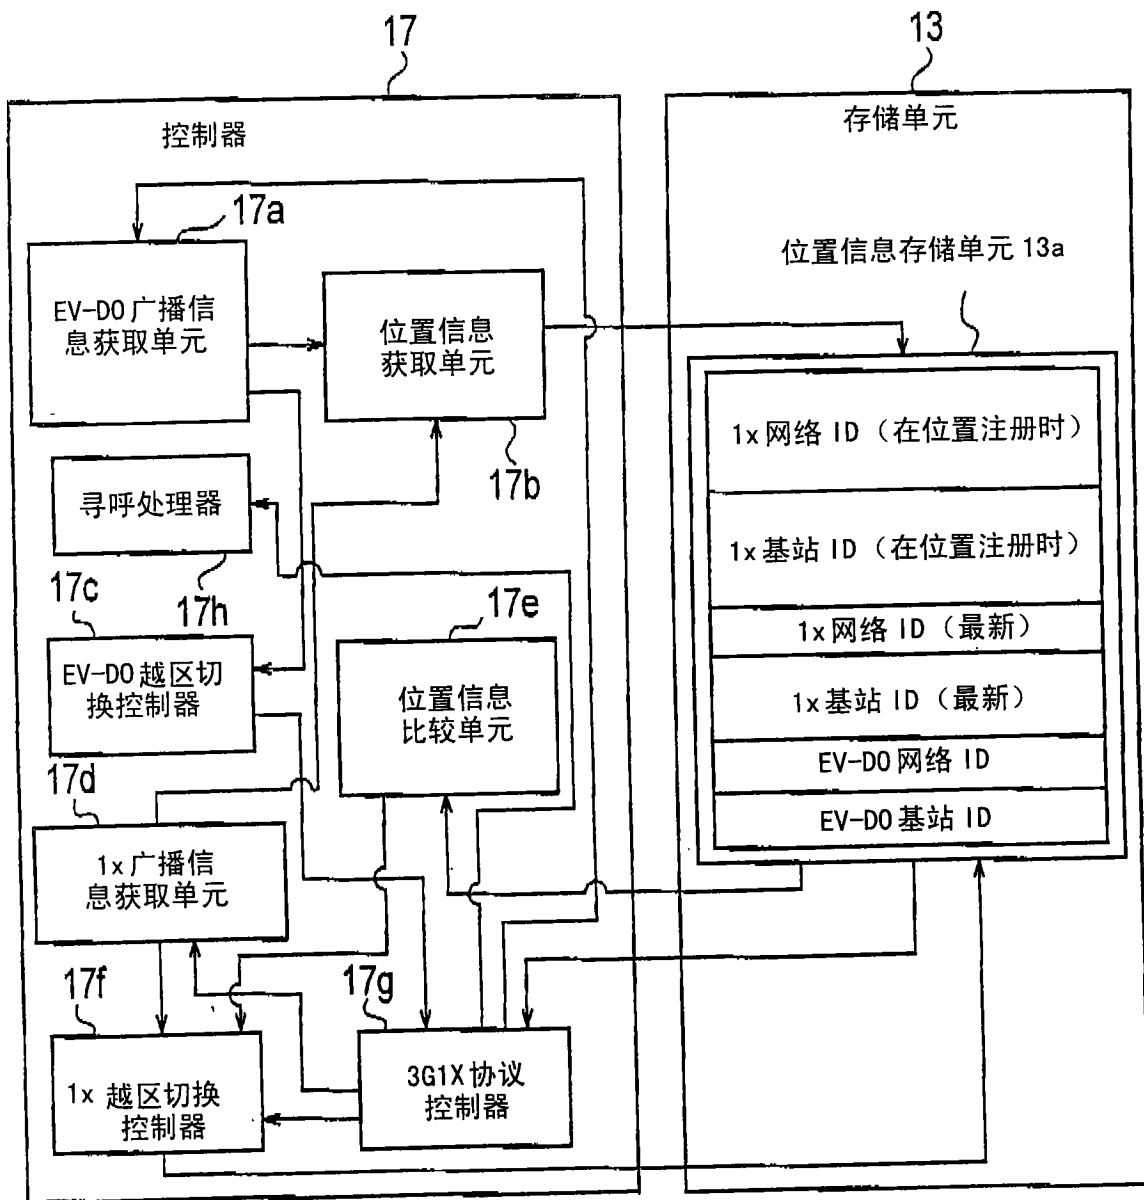 17
13
控制器
存储单元
17a
EV-DO 广播信
息获取单元
位置信息
获取单元
17b
位置信息存储单元 13a
1x 网络 ID（在位置注册时）
1x 基站 ID（在位置注册时）
1x 网络 ID（最新）
1x 基站 ID（最新）
EV-DO 网络 ID
EV-DO 基站 ID
寻呼处理器
17h
17c
EV-DO 越区切
换控制器
17e
位置信息
比较单元
17d
1x 广播信
息获取单元
17f
1x 越区切换
控制器
17g
3G1X 协议
控制器